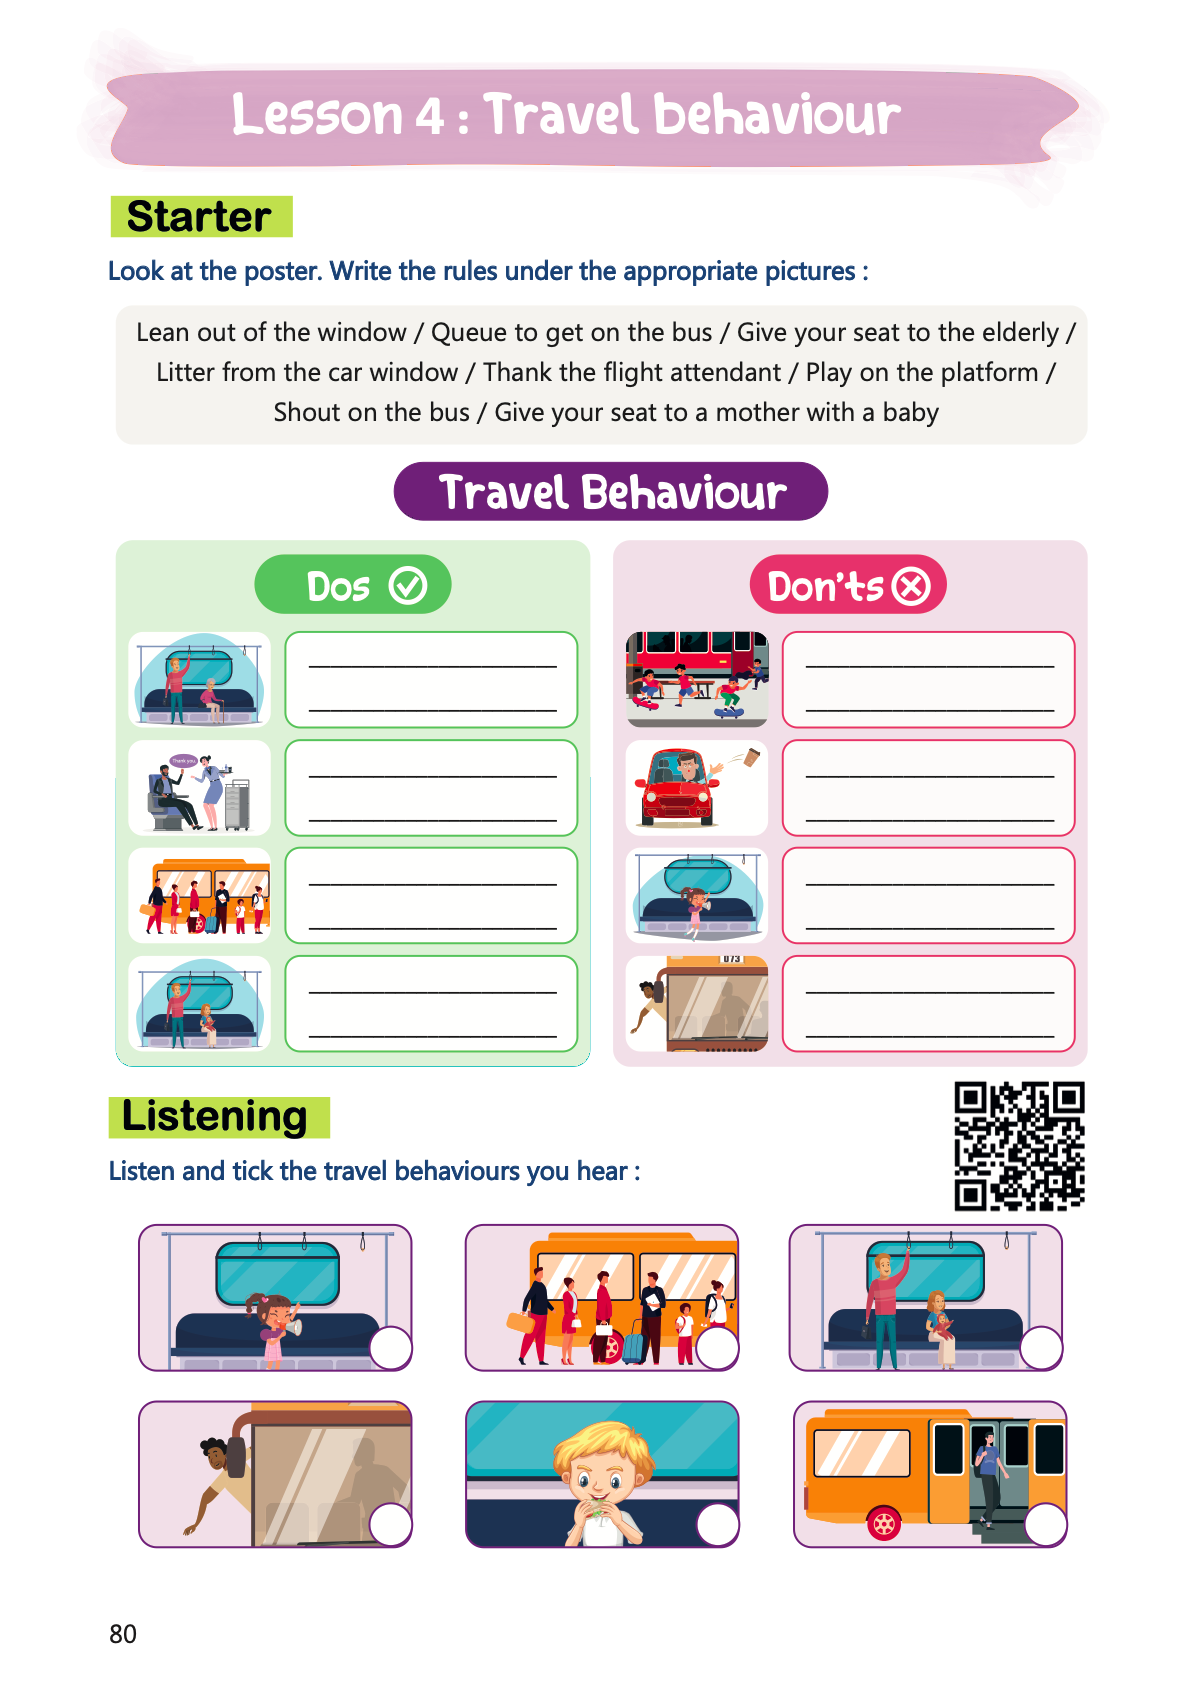 Lesson 4 : Travel behaviour
Starter
Look at the poster. Write the rules under the appropriate pictures :
Lean out of the window / Queue to get on the bus / Give your seat to the elderly /
Litter from the car window / Thank the flight attendant / Play on the platform /
Shout on the bus / Give your seat to a mother with a baby
Travel Behaviour
Dos
Don'ts
Thank you
073
Listening
Listen and tick the travel behaviours you hear :
80